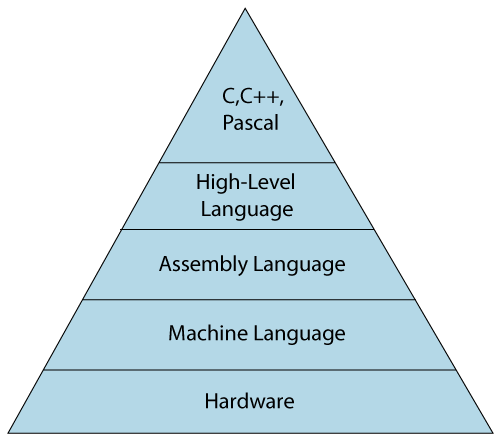 C,C++,
Pascal
High-Level
Language
Assembly Language
Machine Language
Hardware